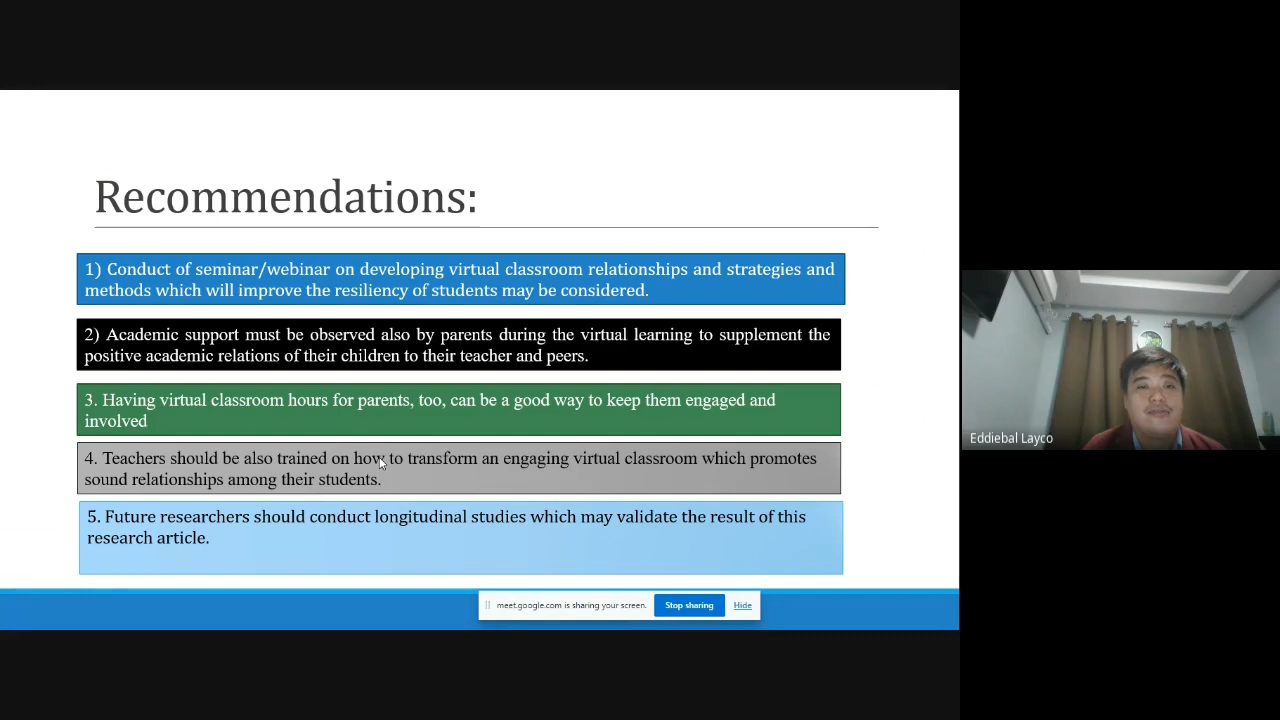 Recommendations:
1) Conduct of seminar/webinar on developing virtual classroom relationships and strategies and
methods which will improve the resiliency of students may be considered.
2) Academic support must be observed also by parents during the virtual learning to supplement the
positive academic relations of their children to their teacher and peers.
3. Having virtual classroom hours for parents, too, can be a good way to keep them engaged and
involved
4. Teachers should be also trained on how to transform an engaging virtual classroom which promotes
sound relationships among their students.
5. Future researchers should conduct longitudinal studies which may validate the result of this
research article.
meet.google.com is sharing your screen. Stop sharing Hide
Eddiebal Layco